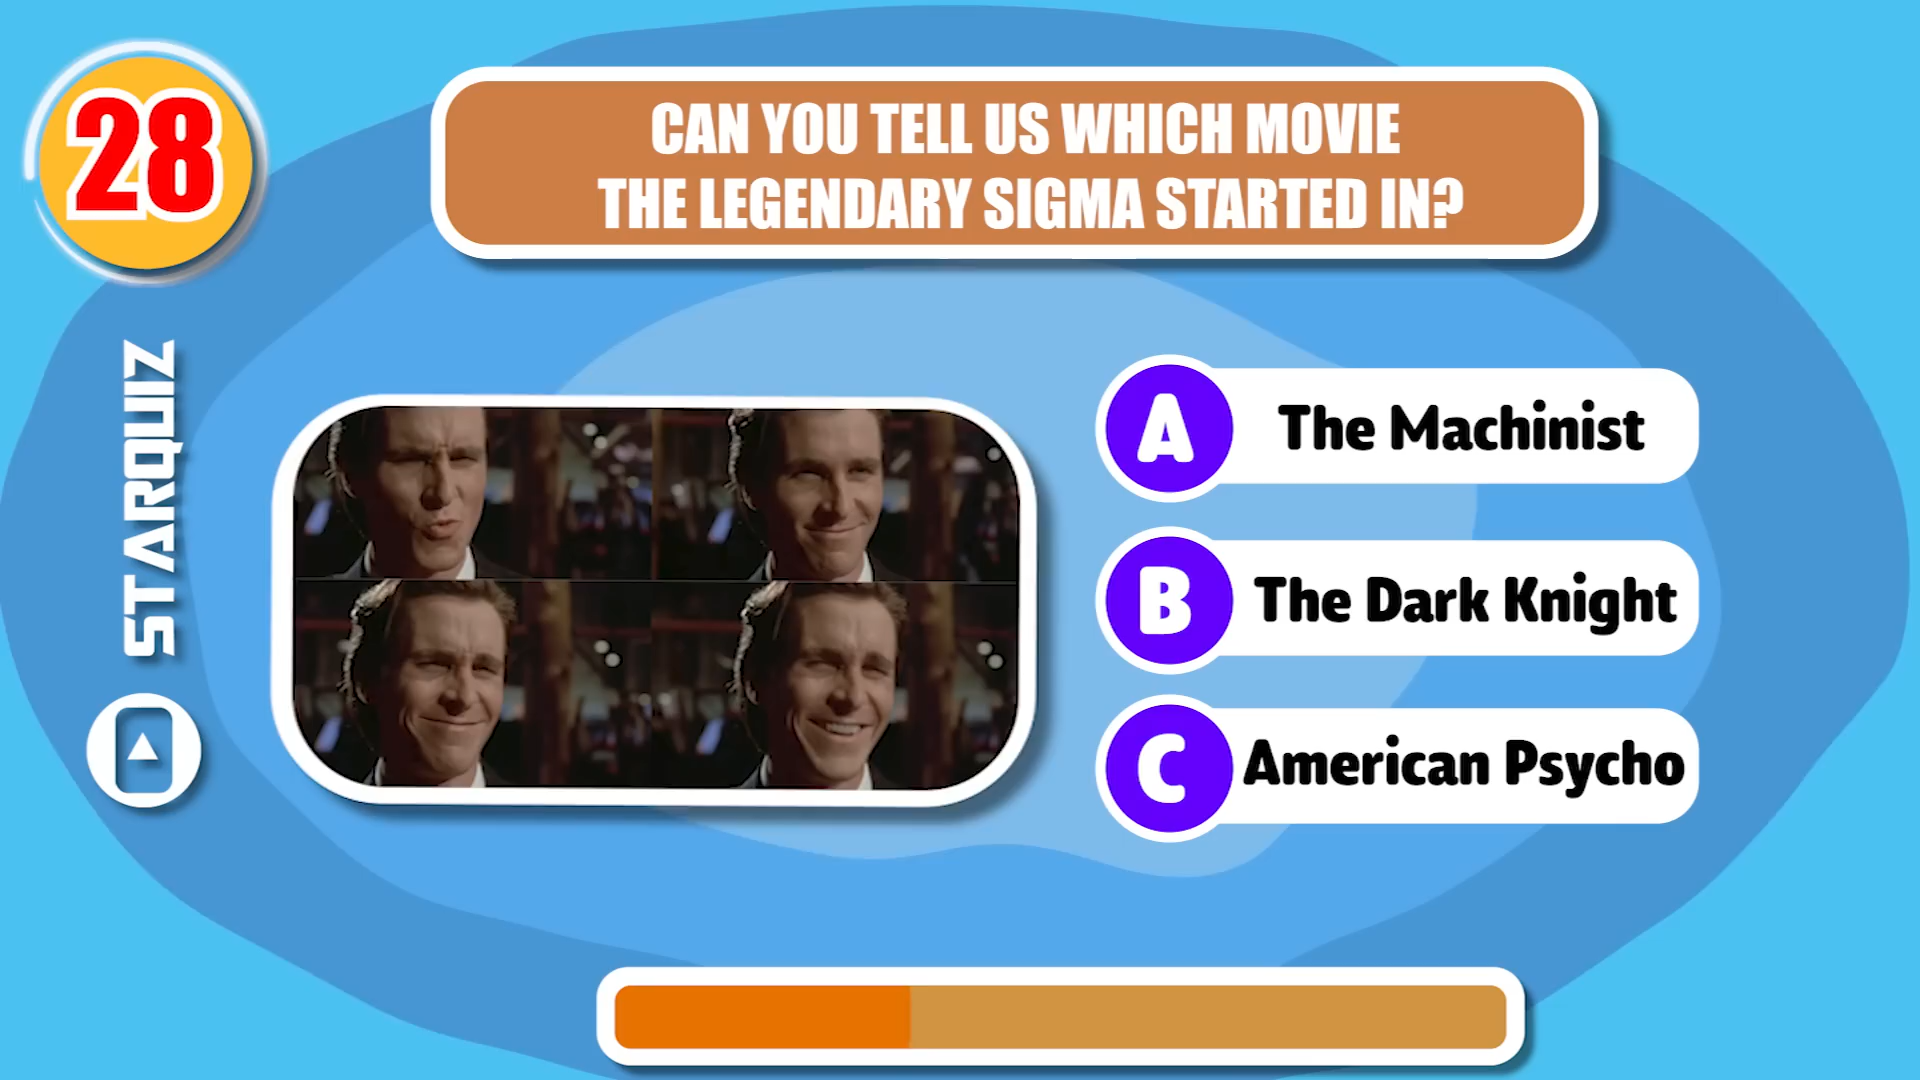 28
CAN YOU TELL US WHICH MOVIE
THE LEGENDARY SIGMA STARTED IN?
STARQUIZ
A The Machinist
B The Dark Knight
C American Psycho